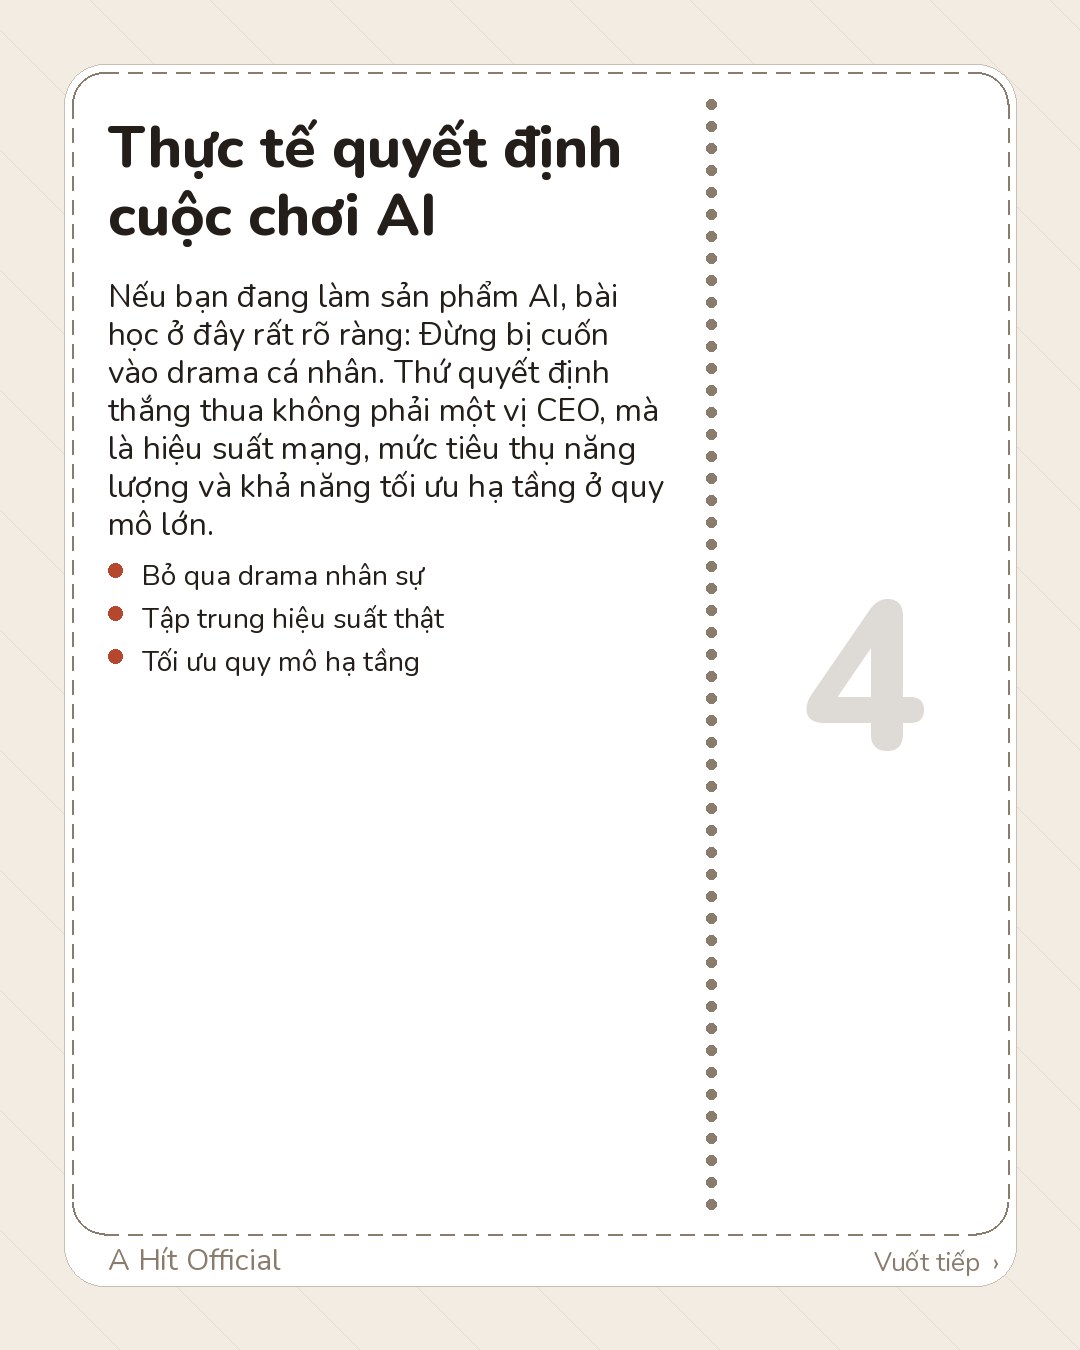 Thực tế quyết định
cuộc chơi AI
Nếu bạn đang làm sản phẩm AI, bài
học ở đây rất rõ ràng: Đừng bị cuốn
vào drama cá nhân. Thứ quyết định
thắng thua không phải một vị CEO, mà
là hiệu suất mạng, mức tiêu thụ năng
lượng và khả năng tối ưu hạ tầng ở quy
mô lớn.
Bỏ qua drama nhân sự
Tập trung hiệu suất thật
Tối ưu quy mô hạ tầng
4
A Hít Official
Vuốt tiếp ›